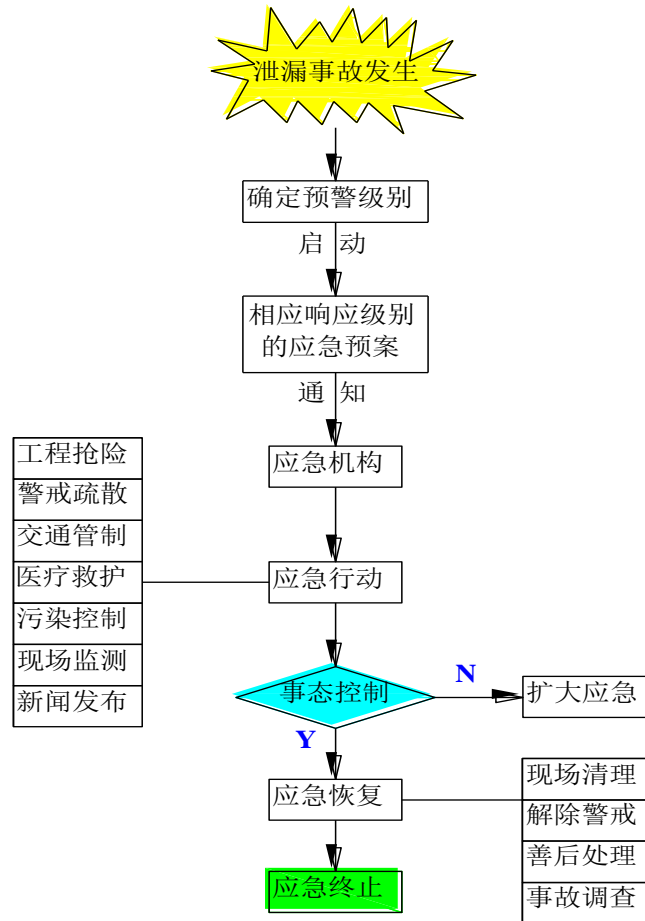 泄漏事故发生
确定预警级别
启 动
相应响应级别
的应急预案
通 知
应急机构
工程抢险
警戒疏散
交通管制
医疗救护
污染控制
现场监测
新闻发布
应急行动
事态控制
N
扩大应急
Y
应急恢复
现场清理
解除警戒
善后处理
事故调查
应急终止